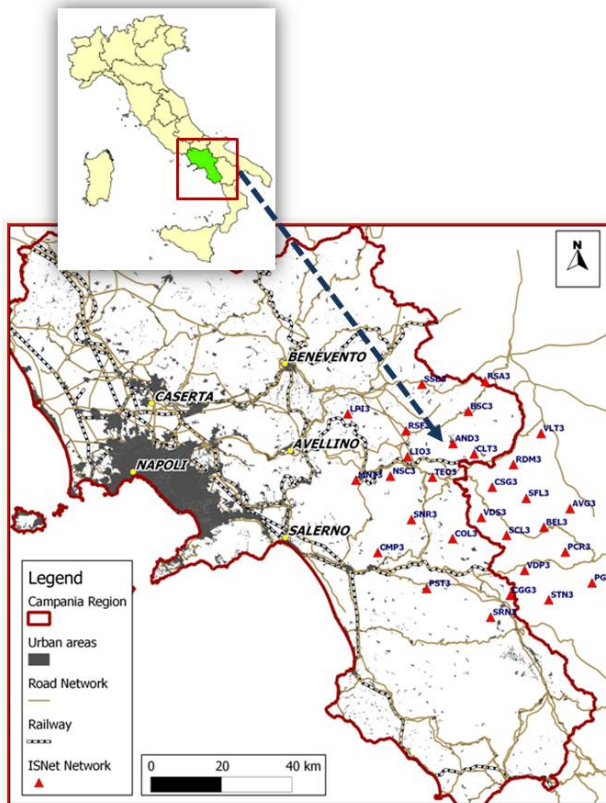 N
BENEVENTO
SSB3
RSA3
CASERTA
LPI3
BSC3
RSF3
VLT3
AVELLINO
AND3
CLT3
LIO3
RDM3
NAPOLI
MNT3
NSC3
TEO3
CSG3
SFL3
AVG3
SNR3
VDS3
SALERNO
COL3
SCL3
BEL3
CMP3
PCR3
VDP3
PST3
CGG3
STN3
PG
SRN3
Legend
Campania Region
Urban areas
Road Network
Railway
ISNet Network
0 20 40 km